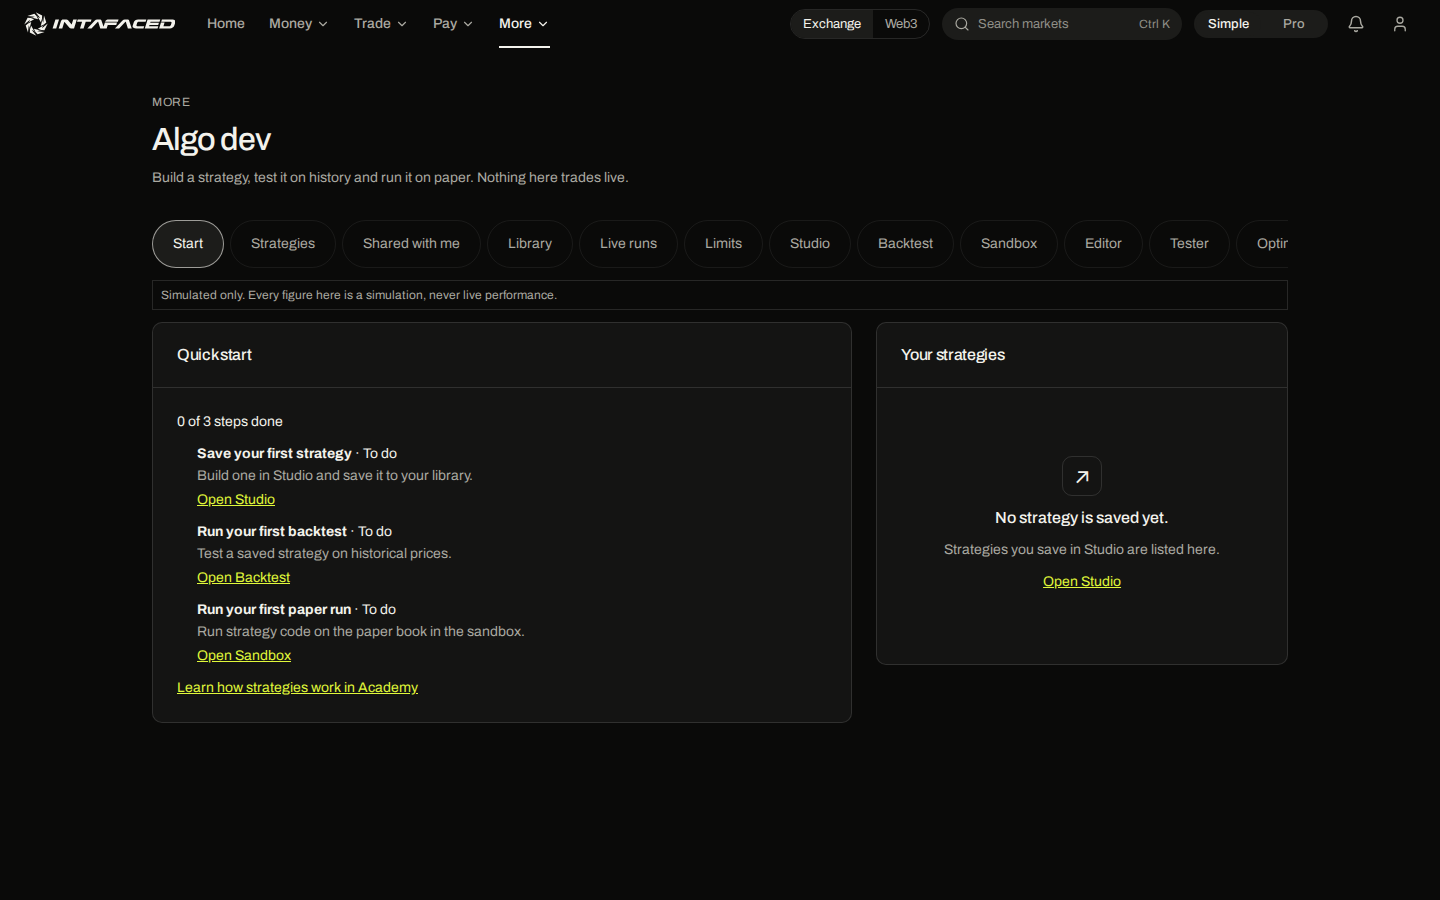 INTAFACED
Home
Money
Trade
Pay
More
Exchange
Web3
Search markets
Ctrl K
Simple
Pro
MORE
Algo dev
Build a strategy, test it on history and run it on paper. Nothing here trades live.
Start
Strategies
Shared with me
Library
Live runs
Limits
Studio
Backtest
Sandbox
Editor
Tester
Simulated only. Every figure here is a simulation, never live performance.
Quickstart
0 of 3 steps done
Save your first strategy · To do
Build one in Studio and save it to your library.
Open Studio
Run your first backtest · To do
Test a saved strategy on historical prices.
Open Backtest
Run your first paper run · To do
Run strategy code on the paper book in the sandbox.
Open Sandbox
Learn how strategies work in Academy
Your strategies
No strategy is saved yet.
Strategies you save in Studio are listed here.
Open Studio